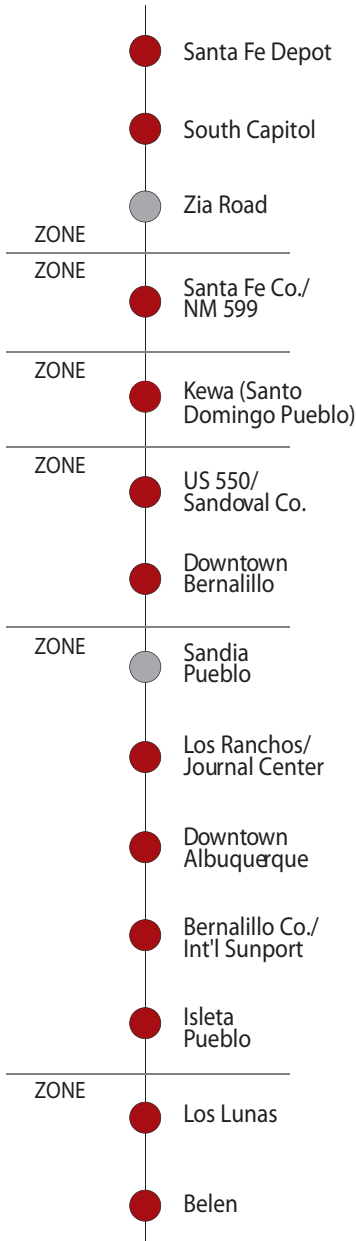 Santa Fe Depot
South Capitol
Zia Road
ZONE
ZONE
Santa Fe Co./
NM 599
ZONE
Kewa (Santo
Domingo Pueblo)
ZONE
US 550/
Sandoval Co.
Downtown
Bernalillo
ZONE
Sandia
Pueblo
Los Ranchos/
Journal Center
Downtown
Albuquerque
Bernalillo Co./
Int'l Sunport
Isleta
Pueblo
ZONE
Los Lunas
Belen